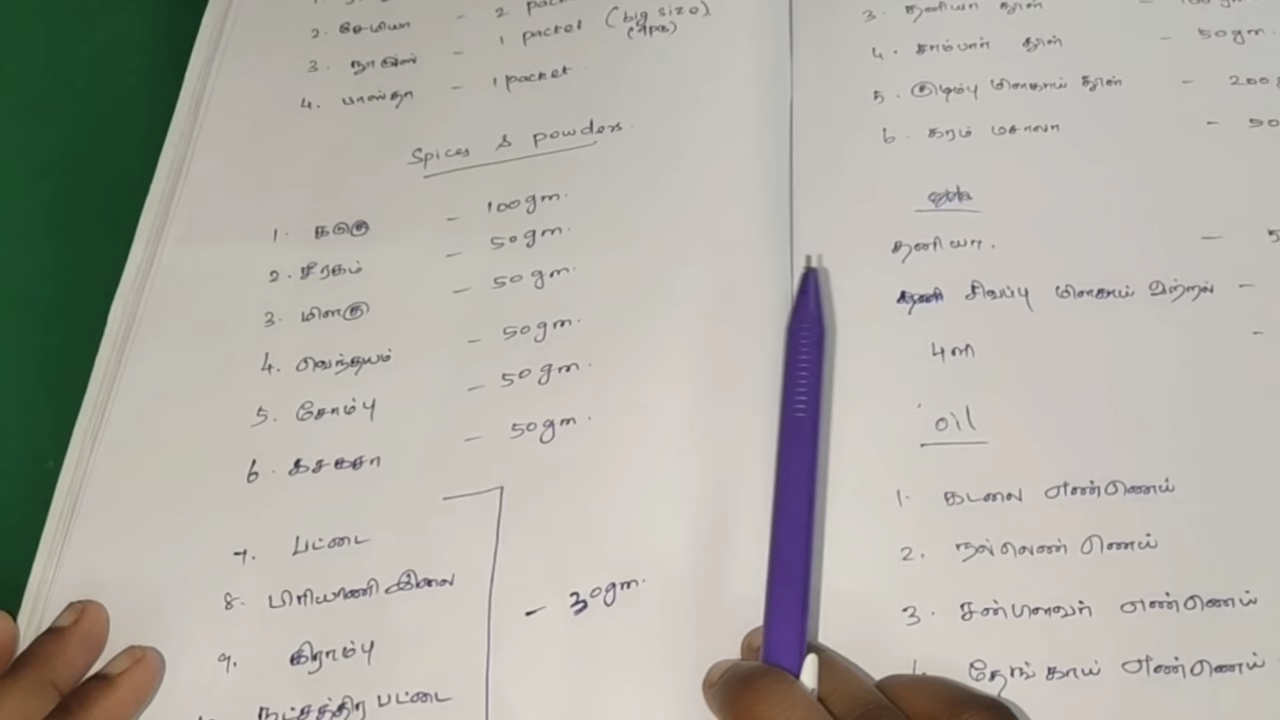 2. சேமியா - 2
3. நூடுல்ஸ் - 1 packet (big size)
4. பாஸ்தா - 1 packet
Spices & powders.
1. கடுகு - 100gm.
2. சீரகம் - 50gm.
3. மிளகு - 50gm.
4. வெந்தயம் - 50gm.
5. சோம்பு - 50gm.
6. கசகசா - 50gm.
7. பட்டை
8. பிரியாணி இலை
9. கிராம்பு - 30gm.
நட்சத்திர பட்டை
3. தனியா தூள் -
4. சாம்பார் தூள் - 50gm.
5. குழம்பு மிளகாய் தூள் - 200
6. கரம் மசாலா - 50
தனியா. - 5
சிவப்பு மிளகாய் வற்றல் -
புளி -
oil
1. கடலை எண்ணெய்
2. நல்லெண்ணெய்
3. சன்பிளவர் எண்ணெய்
தேங்காய் எண்ணெய் -